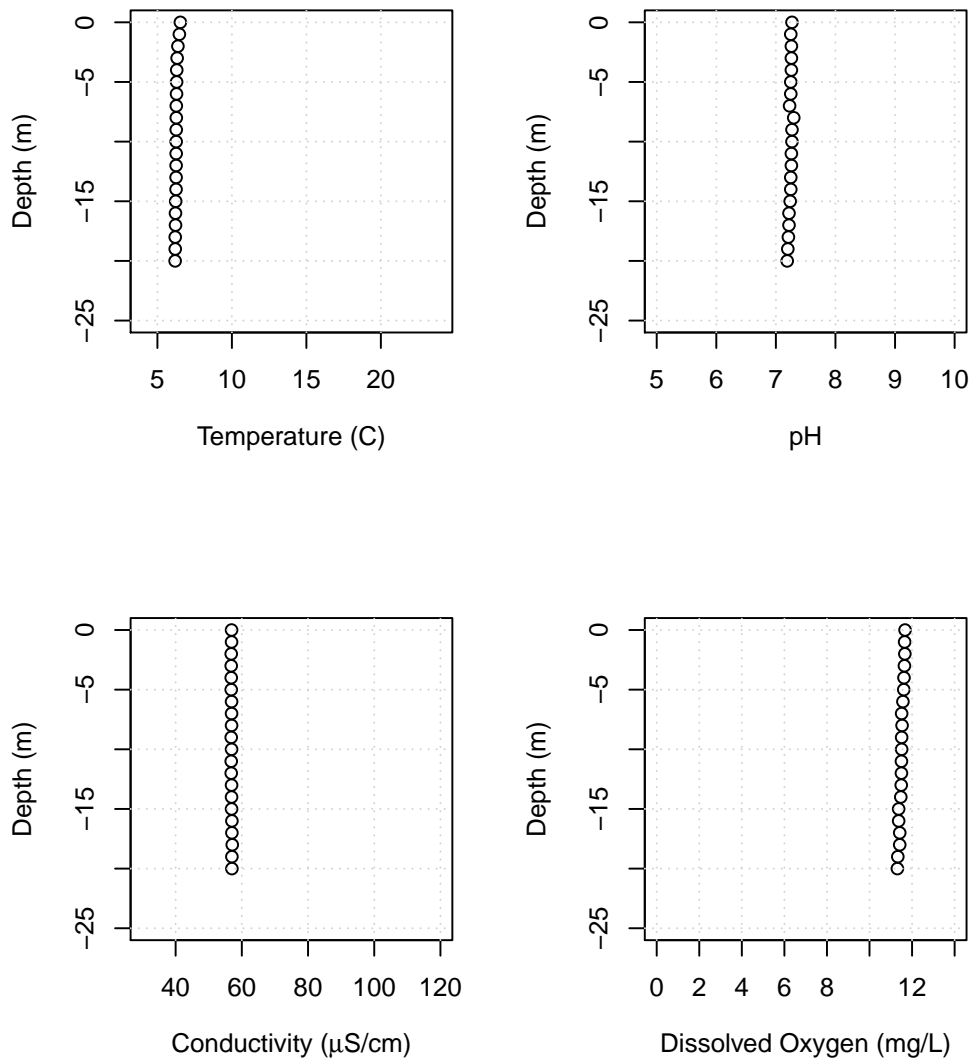 0
−5
−15
−25
Depth (m)
5 10 15 20
Temperature (C)
0
−5
−15
−25
Depth (m)
5 6 7 8 9 10
pH
0
−5
−15
−25
Depth (m)
40 60 80 100 120
Conductivity (μS/cm)
0
−5
−15
−25
Depth (m)
0 2 4 6 8 12
Dissolved Oxygen (mg/L)